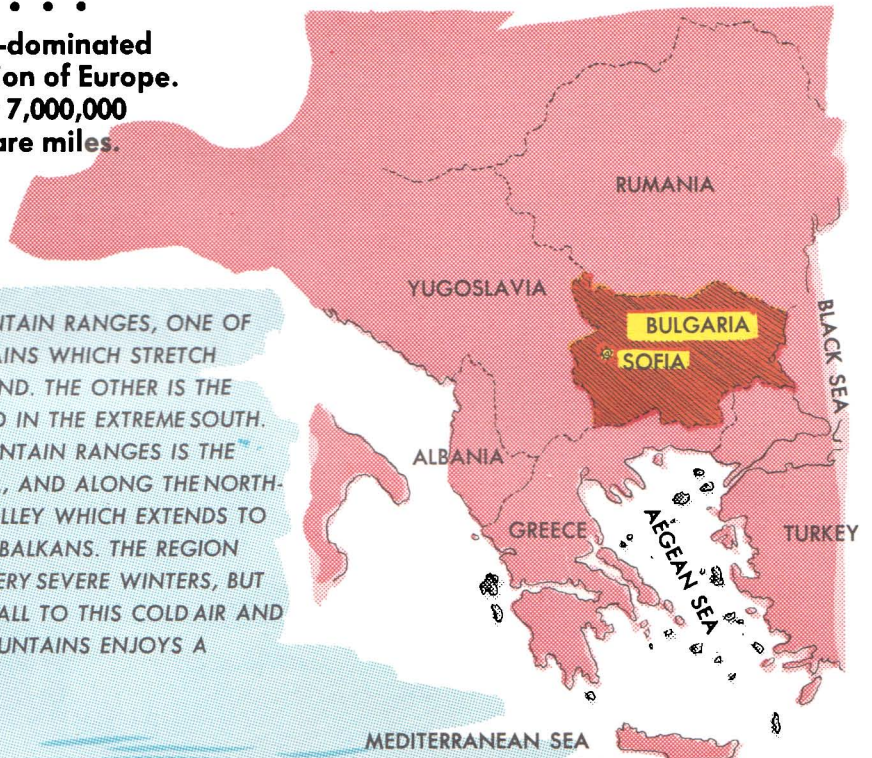 -dominated
ion of Europe.
7,000,000
are miles.
RUMANIA
YUGOSLAVIA
BULGARIA
SOFIA
BLACK SEA
ALBANIA
GREECE
AEGEAN SEA
TURKEY
NTAIN RANGES, ONE OF
AINS WHICH STRETCH
ND. THE OTHER IS THE
D IN THE EXTREME SOUTH.
NTAIN RANGES IS THE
, AND ALONG THE NORTH-
LLEY WHICH EXTENDS TO
BALKANS. THE REGION
ERY SEVERE WINTERS, BUT
ALL TO THIS COLD AIR AND
UNTAINS ENJOYS A
MEDITERRANEAN SEA